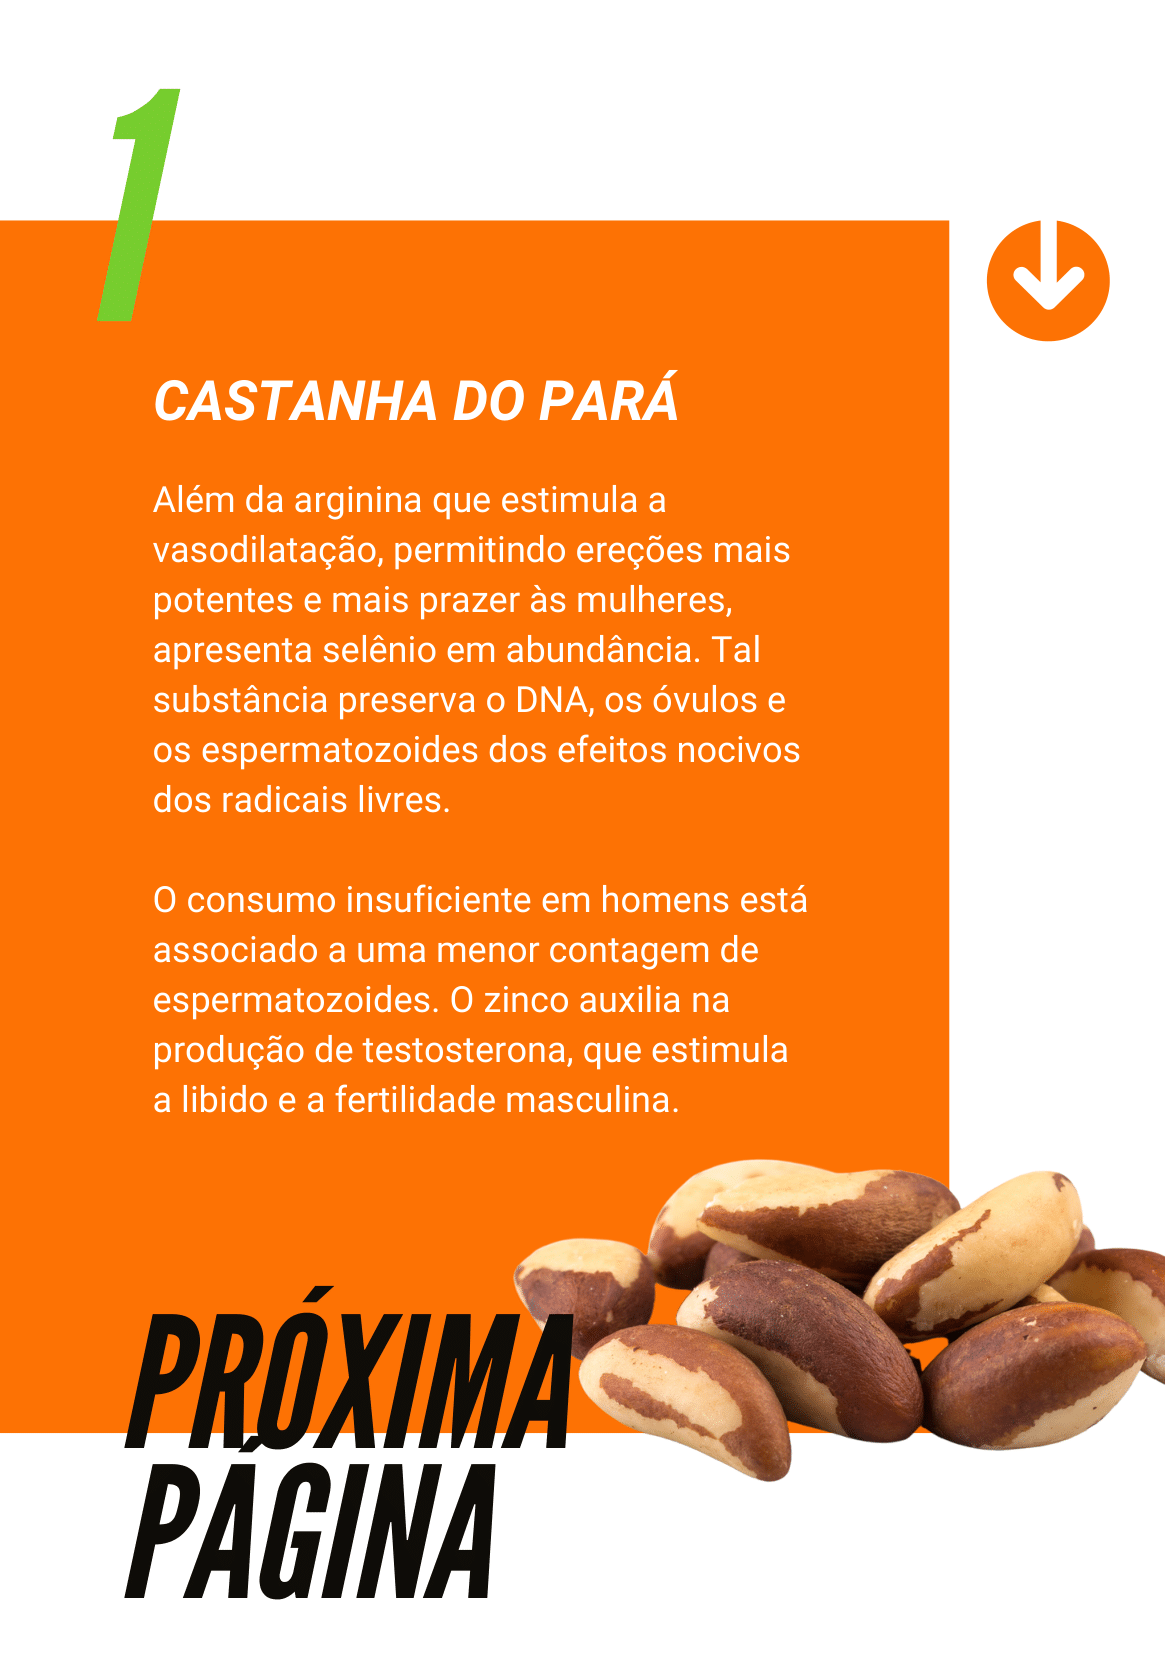 1
CASTANHA DO PARÁ
Além da arginina que estimula a
vasodilatação, permitindo ereções mais
potentes e mais prazer às mulheres,
apresenta selênio em abundância. Tal
substância preserva o DNA, os óvulos e
os espermatozoides dos efeitos nocivos
dos radicais livres.
O consumo insuficiente em homens está
associado a uma menor contagem de
espermatozoides. O zinco auxilia na
produção de testosterona, que estimula
a libido e a fertilidade masculina.
PRÓXIMA
PÁGINA